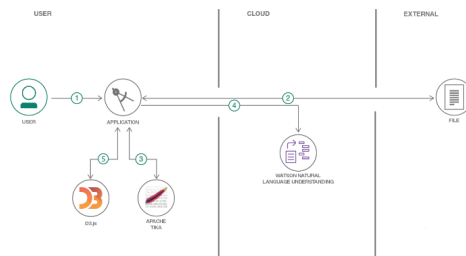 USER
CLOUD
EXTERNAL
1
2
4
USER
APPLICATION
FILE
5
3
WATSON NATURAL
LANGUAGE UNDERSTANDING
D3.js
APACHE
TIKA